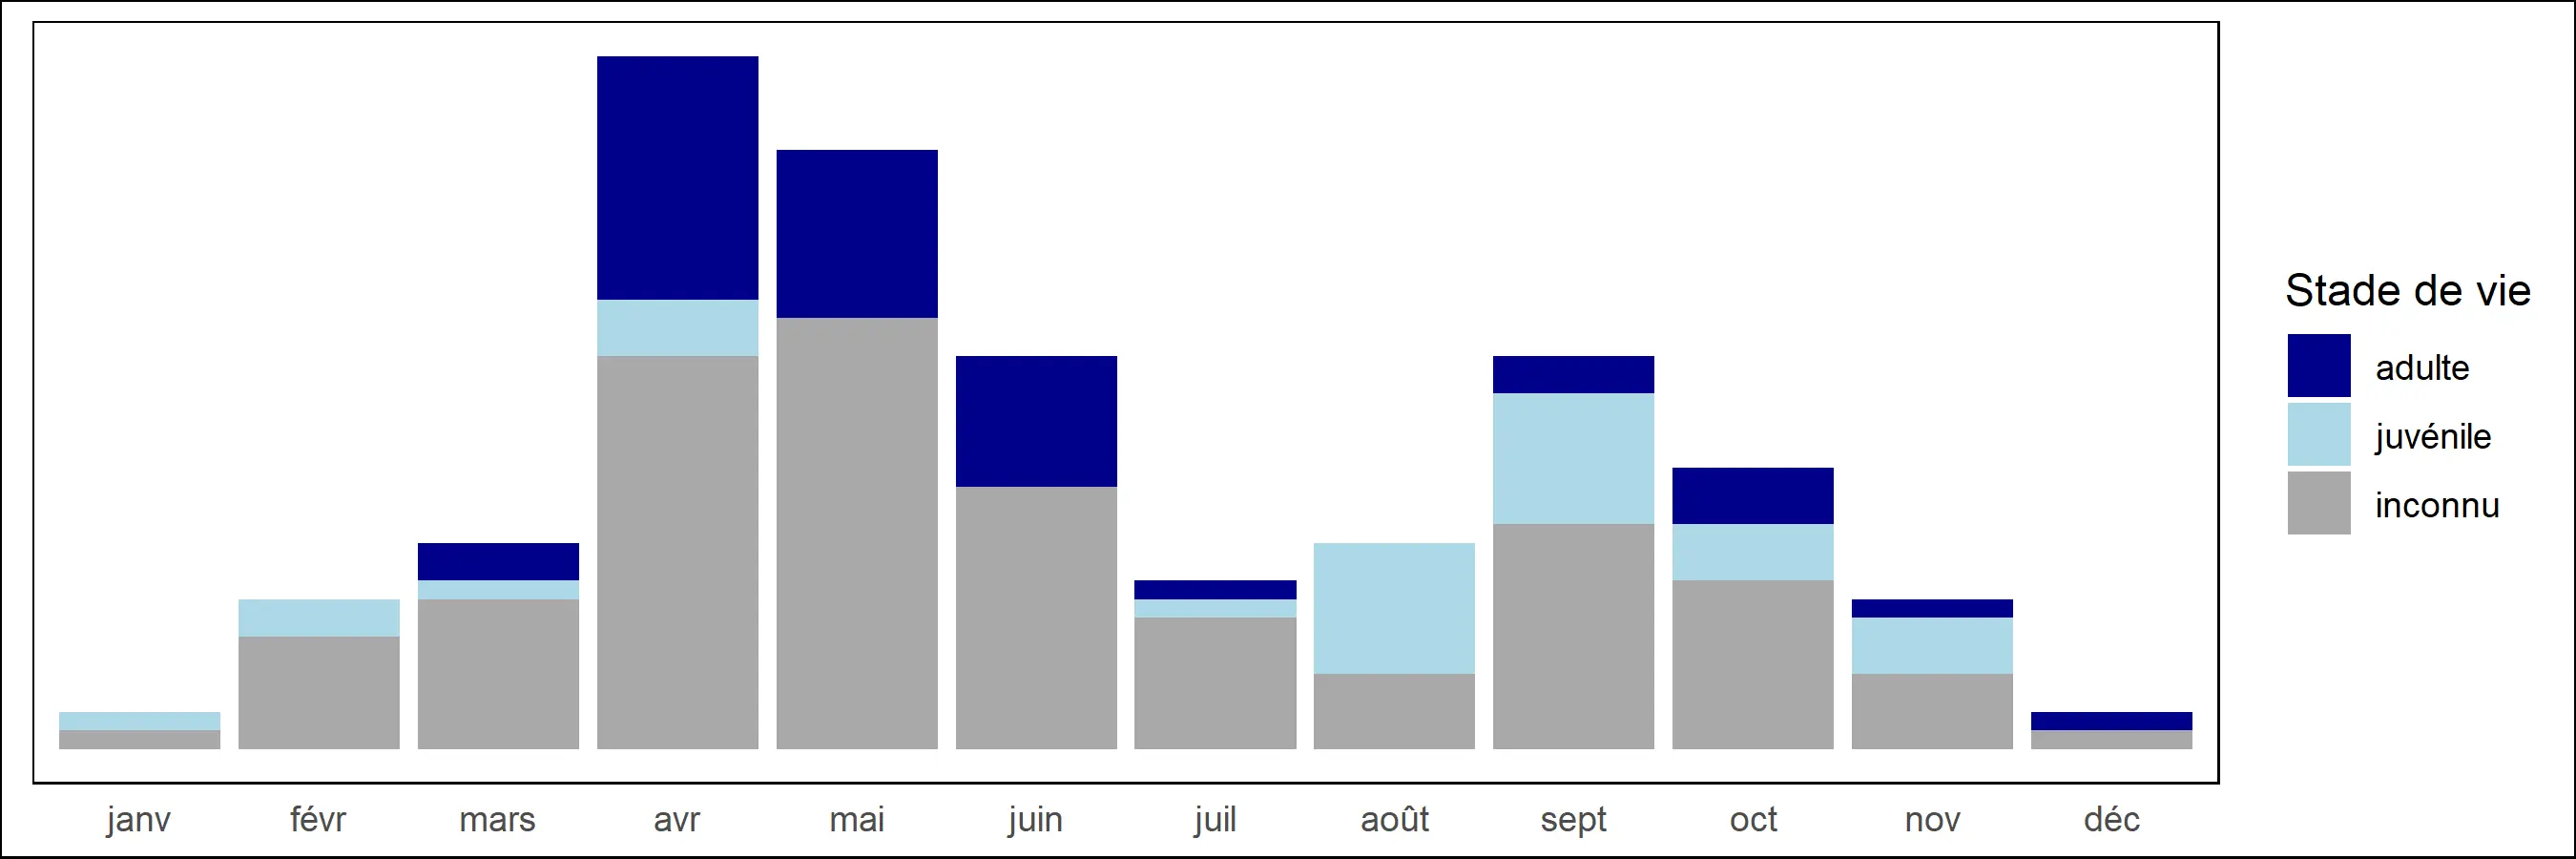 Stade de vie
adulte
juvénile
inconnu
janv févr mars avr mai juin juil août sept oct nov déc